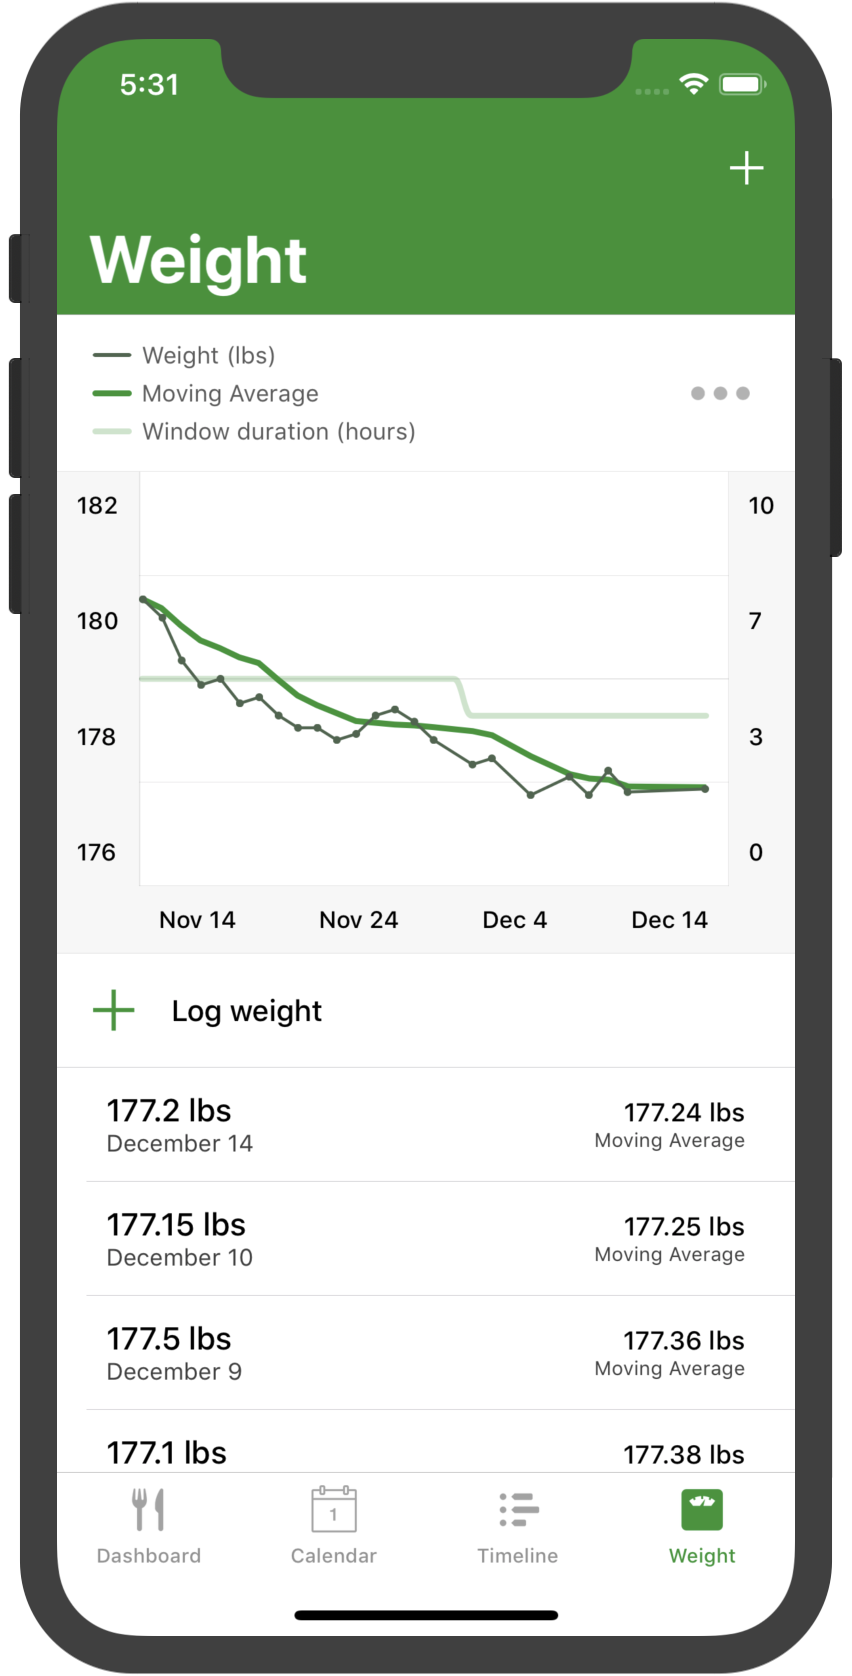 5:31
Weight
Weight (lbs)
Moving Average
Window duration (hours)
182 10
180 7
178 3
176 0
Nov 14 Nov 24 Dec 4 Dec 14
Log weight
177.2 lbs 177.24 lbs
December 14 Moving Average
177.15 lbs 177.25 lbs
December 10 Moving Average
177.5 lbs 177.36 lbs
December 9 Moving Average
177.1 lbs 177.38 lbs
1
Dashboard Calendar Timeline Weight